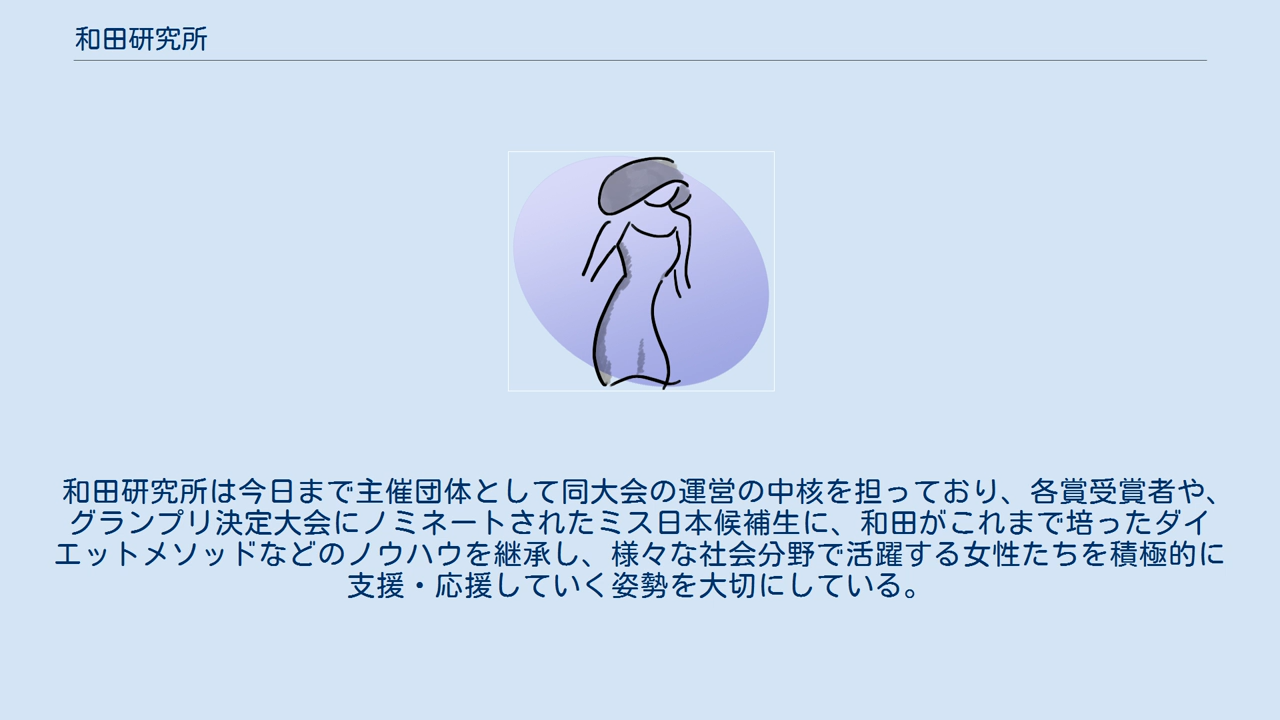 和田研究所
和田研究所は今日まで主催団体として同大会の運営の中核を担っており、各賞受賞者や、
グランプリ決定大会にノミネートされたミス日本候補生に、和田がこれまで培ったダイ
エットメソッドなどのノウハウを継承し、様々な社会分野で活躍する女性たちを積極的に
支援・応援していく姿勢を大切にしている。